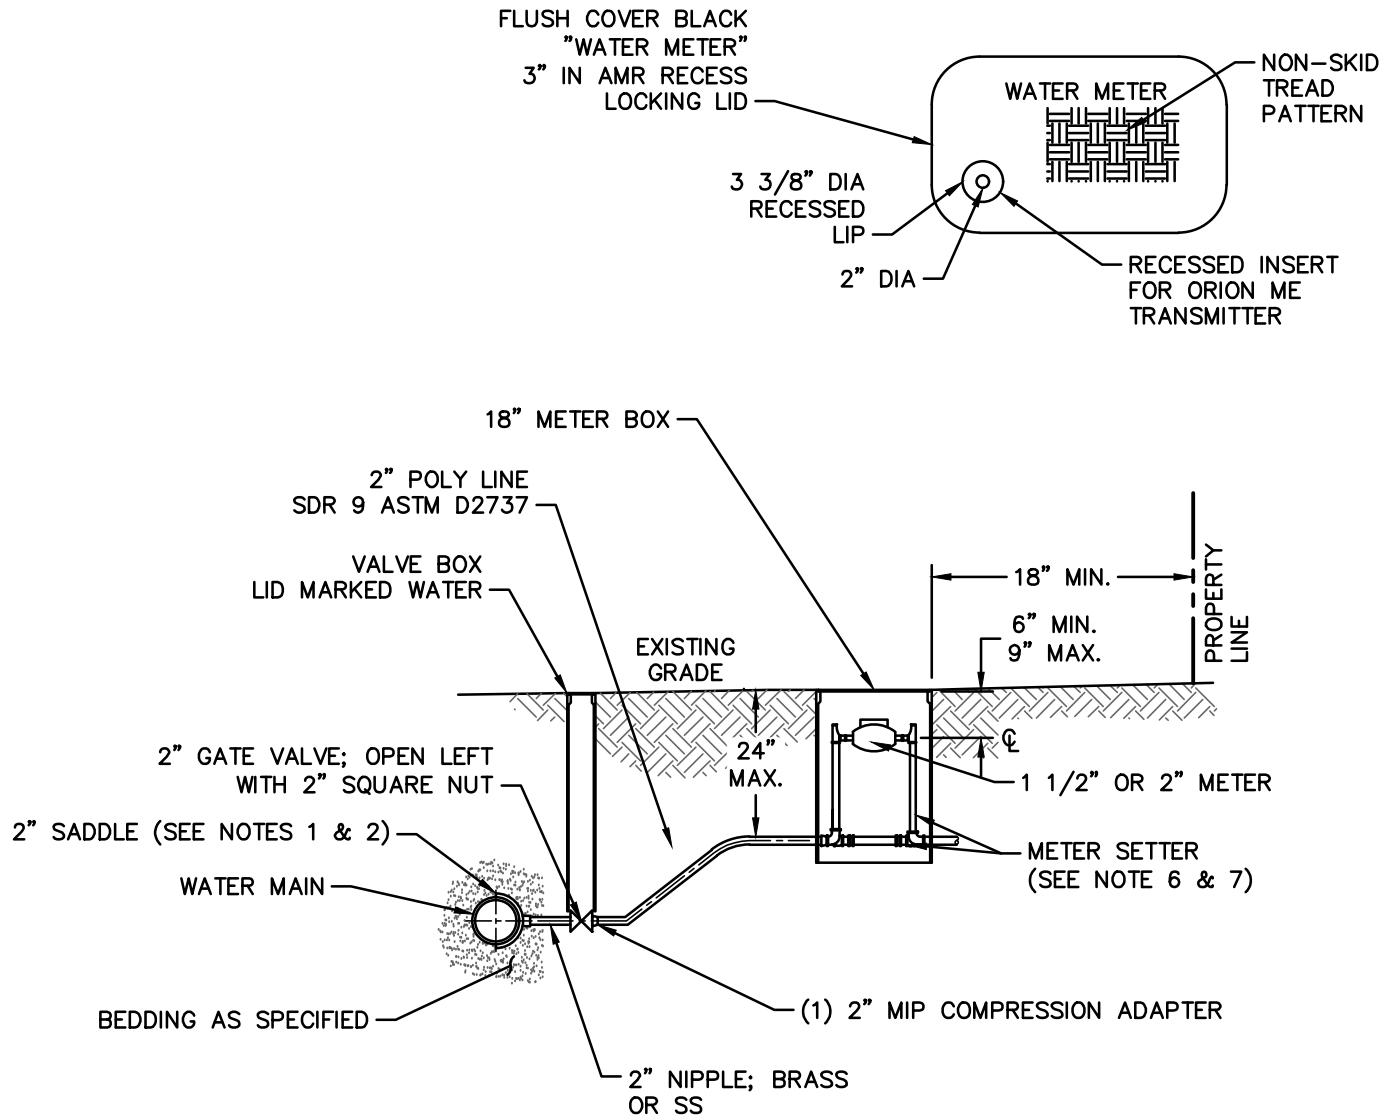 FLUSH COVER BLACK
"WATER METER"
3" IN AMR RECESS
LOCKING LID
WATER METER
NON-SKID
TREAD
PATTERN
3 3/8" DIA
RECESSED
LIP
2" DIA
RECESSED INSERT
FOR ORION ME
TRANSMITTER
18" METER BOX
2" POLY LINE
SDR 9 ASTM D2737
VALVE BOX
LID MARKED WATER
18" MIN.
PROPERTY
LINE
6" MIN.
9" MAX.
EXISTING
GRADE
24"
MAX.
℄
2" GATE VALVE; OPEN LEFT
WITH 2" SQUARE NUT
1 1/2" OR 2" METER
2" SADDLE (SEE NOTES 1 & 2)
METER SETTER
(SEE NOTE 6 & 7)
WATER MAIN
BEDDING AS SPECIFIED
(1) 2" MIP COMPRESSION ADAPTER
2" NIPPLE; BRASS
OR SS